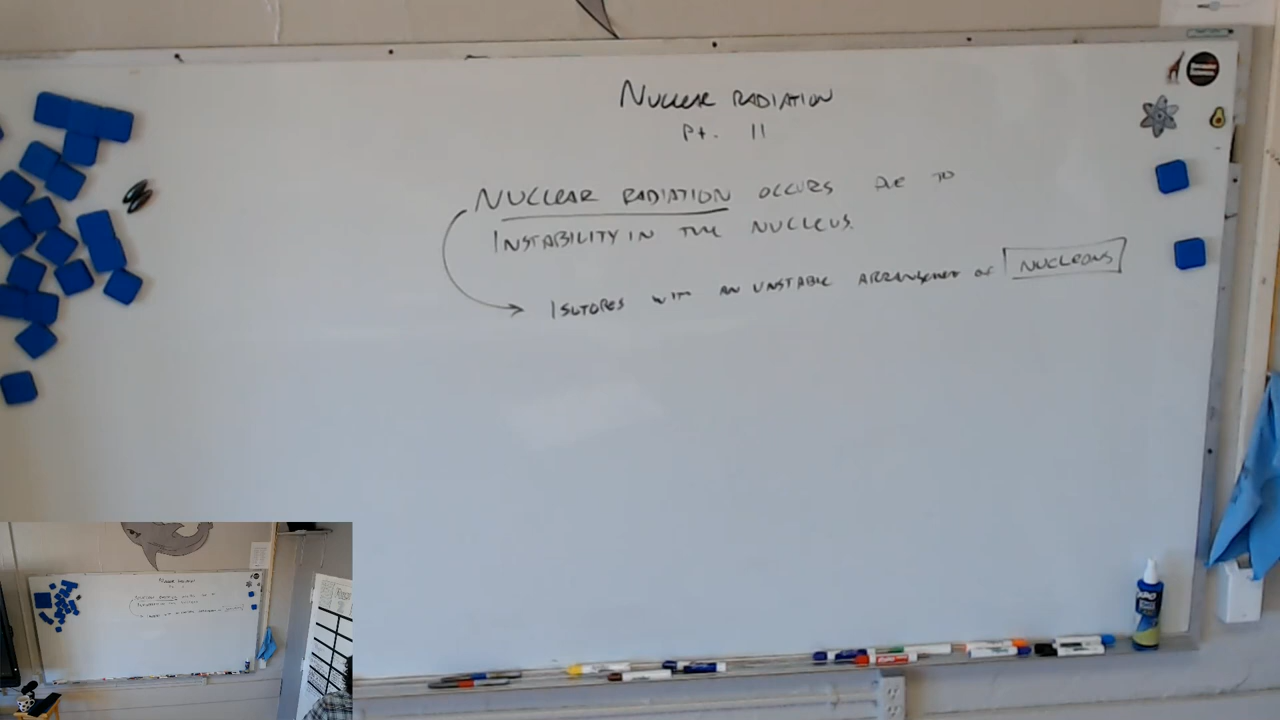 NUCLEAR RADIATION
Pt. II
NUCLEAR RADIATION OCCURS DUE TO
INSTABILITY IN THE NUCLEUS.
ISOTOPES WITH AN UNSTABLE ARRANGEMENT OF NUCLEONS